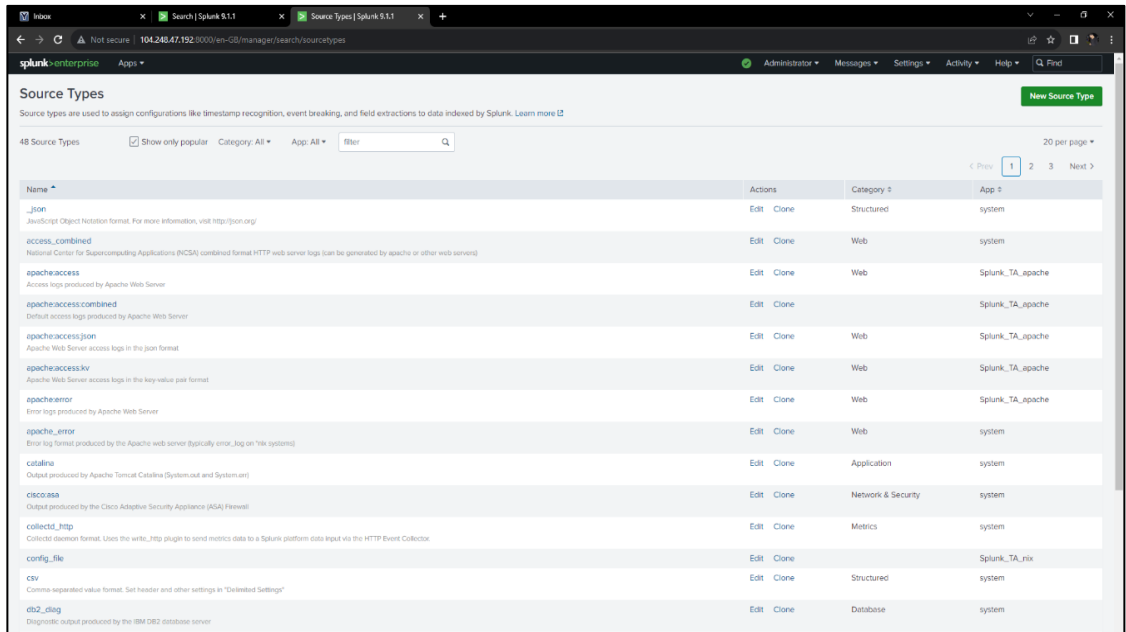 Inbox
Search | Splunk 9.1.1
Source Types | Splunk 9.1.1
Not secure | 104.248.47.192:8000/en-GB/manager/search/sourcetypes
splunk>enterprise Apps Administrator Messages Settings Activity Help Find
Source Types
New Source Type
Source types are used to assign configurations like timestamp recognition, event breaking, and field extractions to data indexed by Splunk. Learn more
48 Source Types Show only popular Category: All App: All filter 20 per page
< Prev 1 2 3 Next >
Name Actions Category App
_json Edit Clone Structured system
JavaScript Object Notation format. For more information, visit http://json.org/
access_combined Edit Clone Web system
National Center for Supercomputing Applications (NCSA) combined format HTTP web server logs (can be generated by apache or other web servers)
apache:access Edit Clone Web Splunk_TA_apache
Access logs produced by Apache Web Server
apache:access:combined Edit Clone Splunk_TA_apache
Default access logs produced by Apache Web Server
apache:access:json Edit Clone Web Splunk_TA_apache
Apache Web Server access logs in the json format
apache:access:kv Edit Clone Web Splunk_TA_apache
Apache Web Server access logs in the key-value pair format
apache:error Edit Clone Web Splunk_TA_apache
Error logs produced by Apache Web Server
apache_error Edit Clone Web system
Error log format produced by the Apache web server (typically error_log on *nix systems)
catalina Edit Clone Application system
Output produced by Apache Tomcat Catalina (System.out and System.err)
cisco:asa Edit Clone Network & Security system
Output produced by the Cisco Adaptive Security Appliance (ASA) Firewall
collectd_http Edit Clone Metrics system
Collectd daemon format. Uses the write_http plugin to send metrics data to a Splunk platform data input via the HTTP Event Collector.
config_file Edit Clone Splunk_TA_nix
csv Edit Clone Structured system
Comma-separated value format. Set header and other settings in "Delimited Settings"
db2_diag Edit Clone Database system
Diagnostic output produced by the IBM DB2 database server